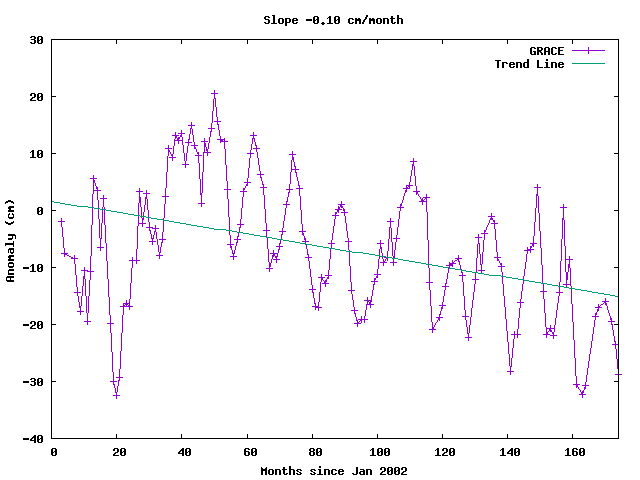 Slope -0.10 cm/month
30
20
10
0
-10
-20
-30
-40
Anomaly (cm)
GRACE
Trend Line
0 20 40 60 80 100 120 140 160
Months since Jan 2002